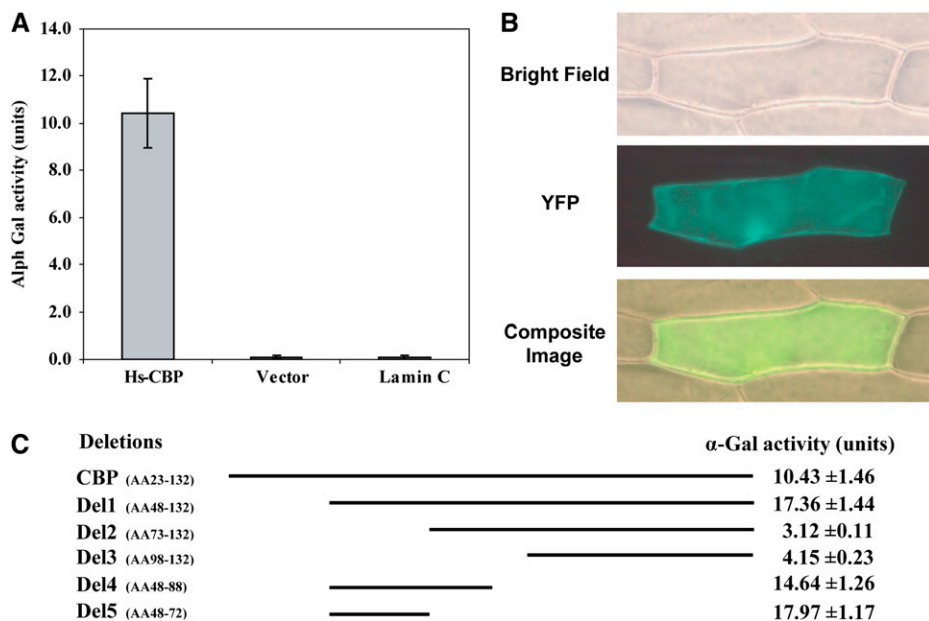 A
Alph Gal activity (units)
14.0
12.0
10.0
8.0
6.0
4.0
2.0
0.0
Hs-CBP Vector Lamin C
B
Bright Field
YFP
Composite
Image
C
Deletions α-Gal activity (units)
CBP (AA23-132) 10.43 ±1.46
Del1 (AA48-132) 17.36 ±1.44
Del2 (AA73-132) 3.12 ±0.11
Del3 (AA98-132) 4.15 ±0.23
Del4 (AA48-88) 14.64 ±1.26
Del5 (AA48-72) 17.97 ±1.17